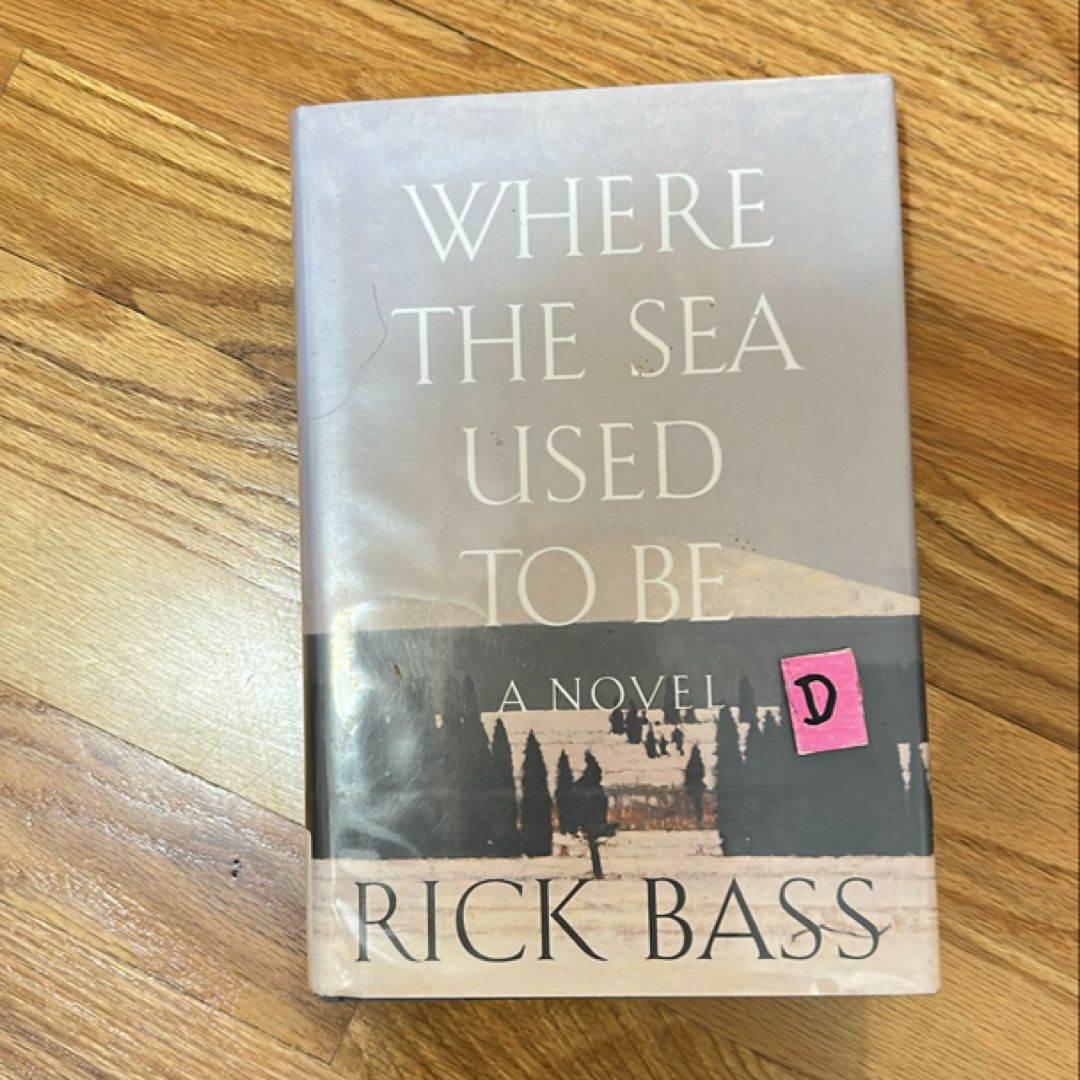 WHERE
THE SEA
USED
TO BE
A NOVEL
D
RICK BASS